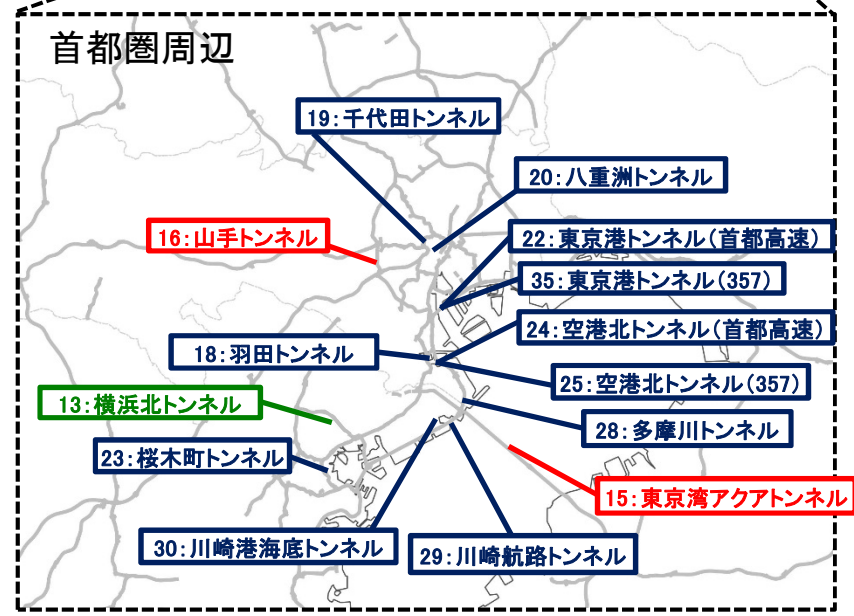 首都圏周辺
19:千代田トンネル
20:八重洲トンネル
16:山手トンネル
22:東京港トンネル(首都高速)
35:東京港トンネル(357)
24:空港北トンネル(首都高速)
18:羽田トンネル
25:空港北トンネル(357)
13:横浜北トンネル
28:多摩川トンネル
23:桜木町トンネル
15:東京湾アクアトンネル
30:川崎港海底トンネル
29:川崎航路トンネル